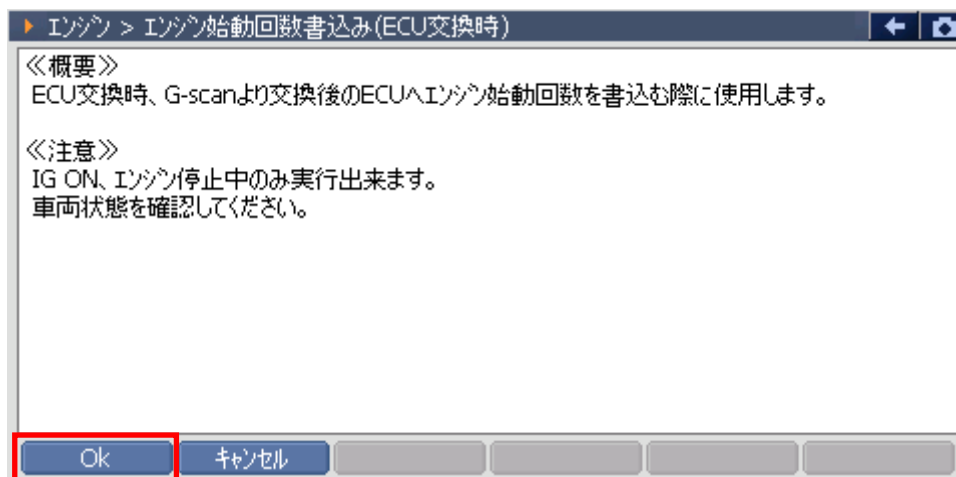 エンジン > エンジン始動回数書込み(ECU交換時)
≪概要≫
ECU交換時、G-scanより交換後のECUへエンジン始動回数を書込む際に使用します。
≪注意≫
IG ON、エンジン停止中のみ実行出来ます。
車両状態を確認してください。
Ok キャンセル